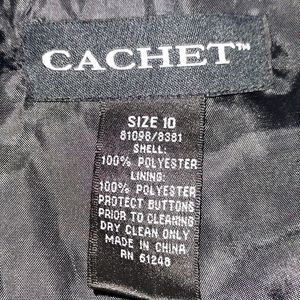 CACHET™
SIZE 10
81098/8381
SHELL:
100% POLYESTER
LINING:
100% POLYESTER
PROTECT BUTTONS
PRIOR TO CLEANING
DRY CLEAN ONLY
MADE IN CHINA
RN 61248